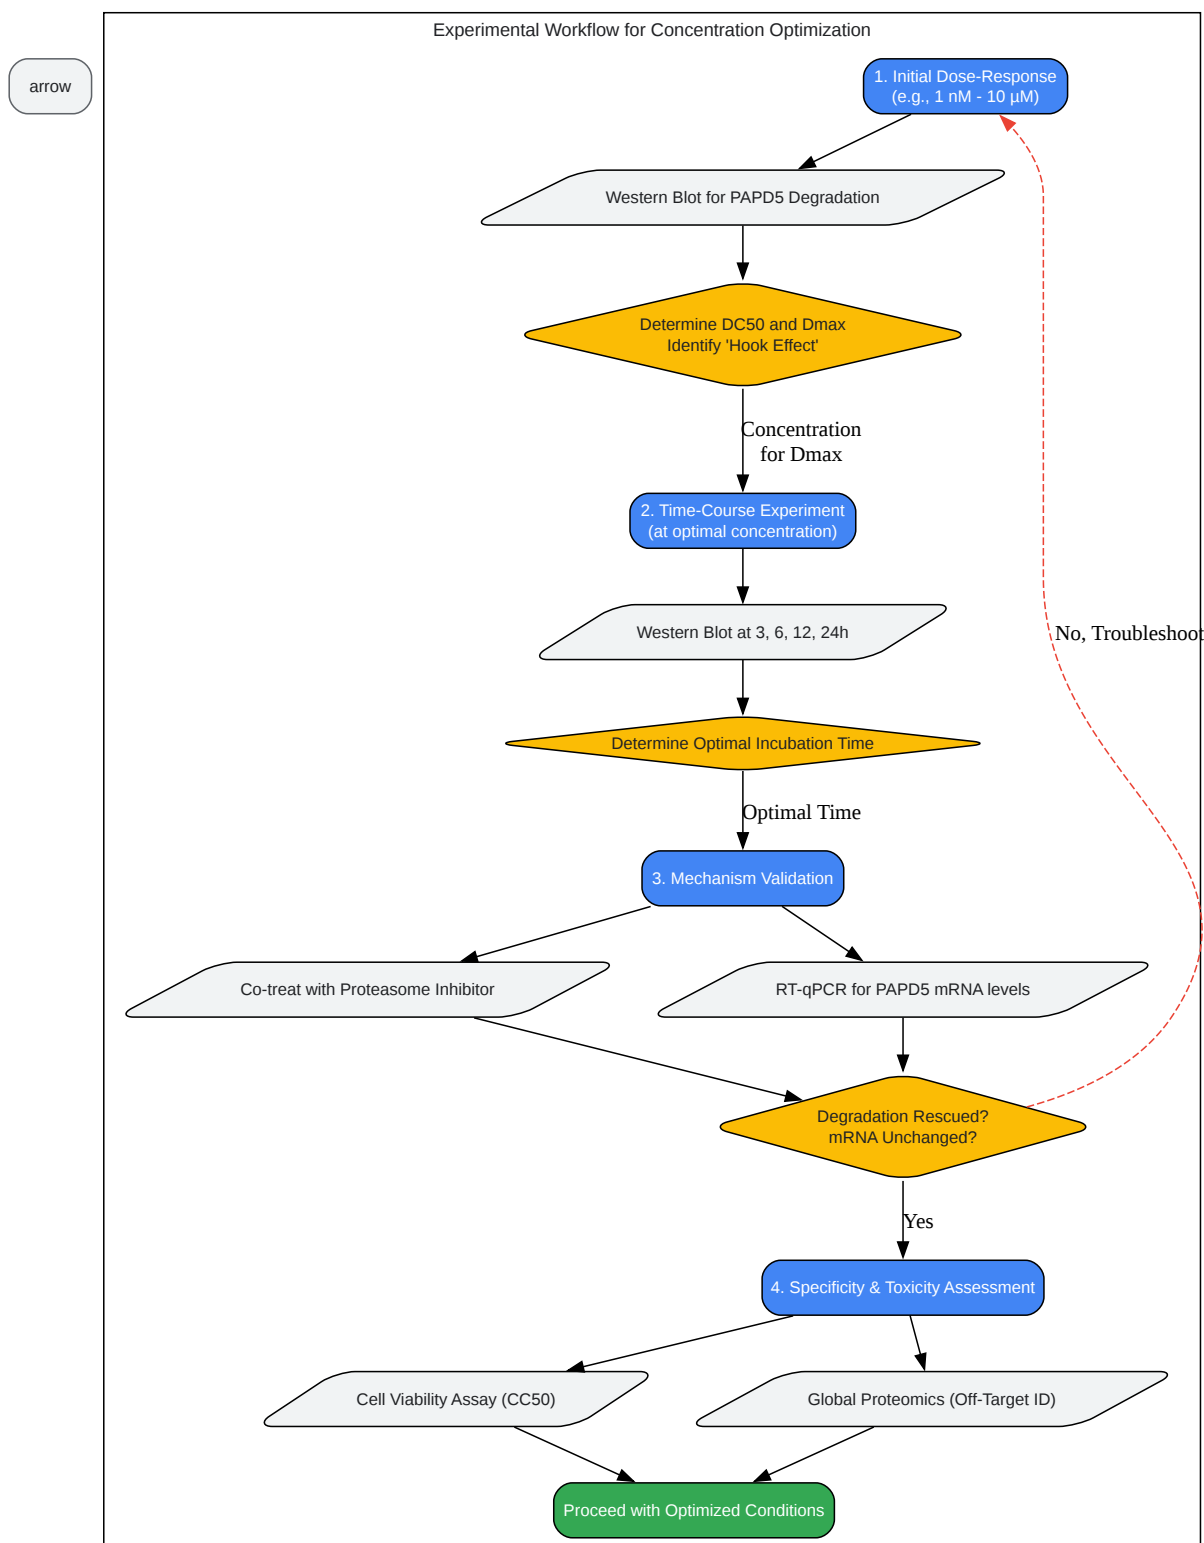 Experimental Workflow for Concentration Optimization
arrow
1. Initial Dose-Response
(e.g., 1 nM - 10 µM)
Western Blot for PAPD5 Degradation
Determine DC50 and Dmax
Identify 'Hook Effect'
Concentration
for Dmax
2. Time-Course Experiment
(at optimal concentration)
Western Blot at 3, 6, 12, 24h
No, Troubleshoot
Determine Optimal Incubation Time
Optimal Time
3. Mechanism Validation
Co-treat with Proteasome Inhibitor
RT-qPCR for PAPD5 mRNA levels
Degradation Rescued?
mRNA Unchanged?
Yes
4. Specificity & Toxicity Assessment
Cell Viability Assay (CC50)
Global Proteomics (Off-Target ID)
Proceed with Optimized Conditions